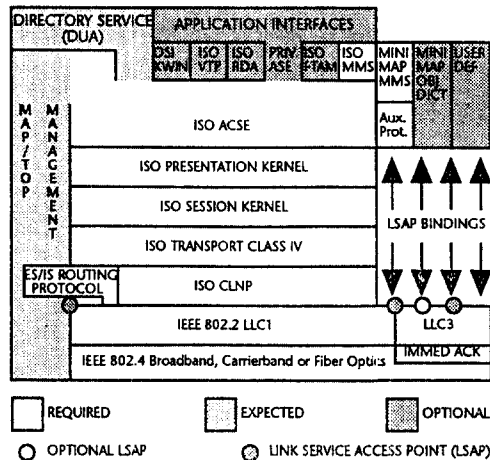 DIRECTORY SERVICE
(DUA)
APPLICATION INTERFACES
OSI
KWIN
ISO
VTP
ISO
RDA
PRIV
ASE
ISO
FTAM
ISO
MMS
MINI
MAP
MMS
MINI
MAP
OBJ
DICT
USER
DEF
Aux.
Prot.
MAP/TOP
MANAGEMENT
ISO ACSE
ISO PRESENTATION KERNEL
ISO SESSION KERNEL
ISO TRANSPORT CLASS IV
LSAP BINDINGS
ES/IS ROUTING
PROTOCOL
ISO CLNP
IEEE 802.2 LLC1
LLC3
IMMED ACK
IEEE 802.4 Broadband, Carrierband or Fiber Optics
REQUIRED
EXPECTED
OPTIONAL
OPTIONAL LSAP
LINK SERVICE ACCESS POINT (LSAP)